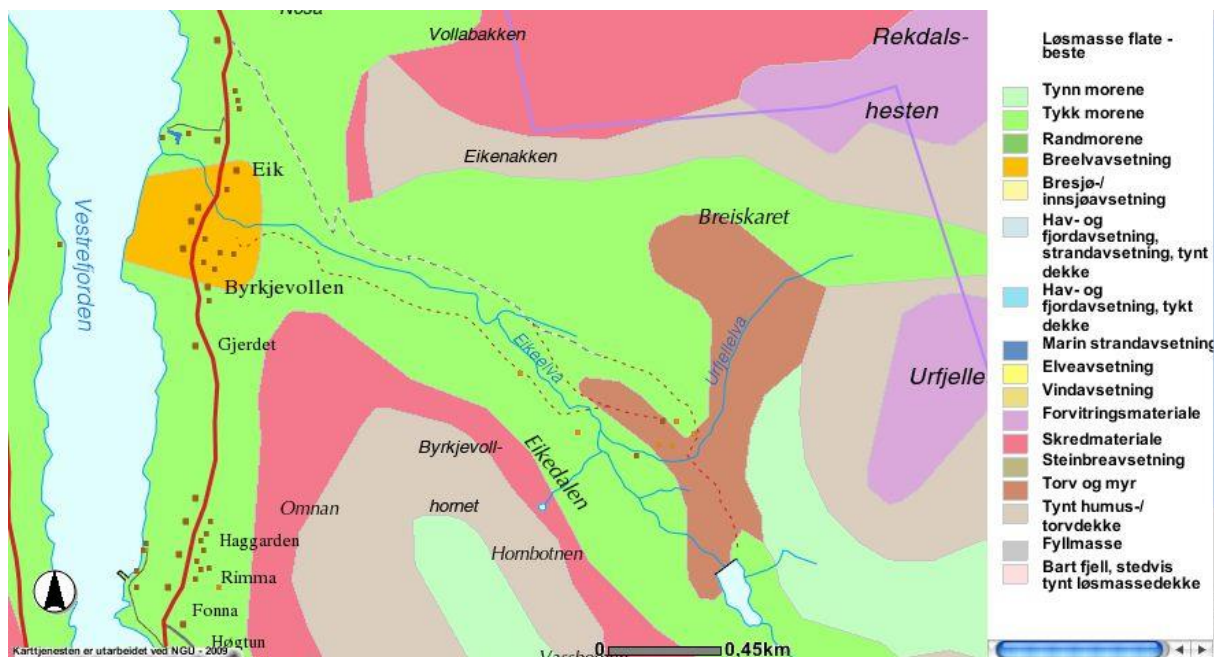 Nosa
Vollabakken
Rekdals-
hesten
Eikenakken
Eik
Breiskaret
Vestrefjorden
Byrkjevollen
Gjerdet
Eikeelva
Urfjellelva
Urfjelle
Byrkjevoll-
hornet
Eikedalen
Omnan
Hornbotnen
Haggarden
Rimma
Fonna
Høgtun
0 0.45km
Karttjenesten er utarbeidet ved NGU - 2009
Løsmasse flate -
beste
Tynn morene
Tykk morene
Randmorene
Breelvavsetning
Bresjø-/
innsjøavsetning
Hav- og
fjordavsetning,
strandavsetning, tynt
dekke
Hav- og
fjordavsetning, tykt
dekke
Marin strandavsetning
Elveavsetning
Vindavsetning
Forvitringsmateriale
Skredmateriale
Steinbreavsetning
Torv og myr
Tynt humus-/
torvdekke
Fyllmasse
Bart fjell, stedvis
tynt løsmassedekke